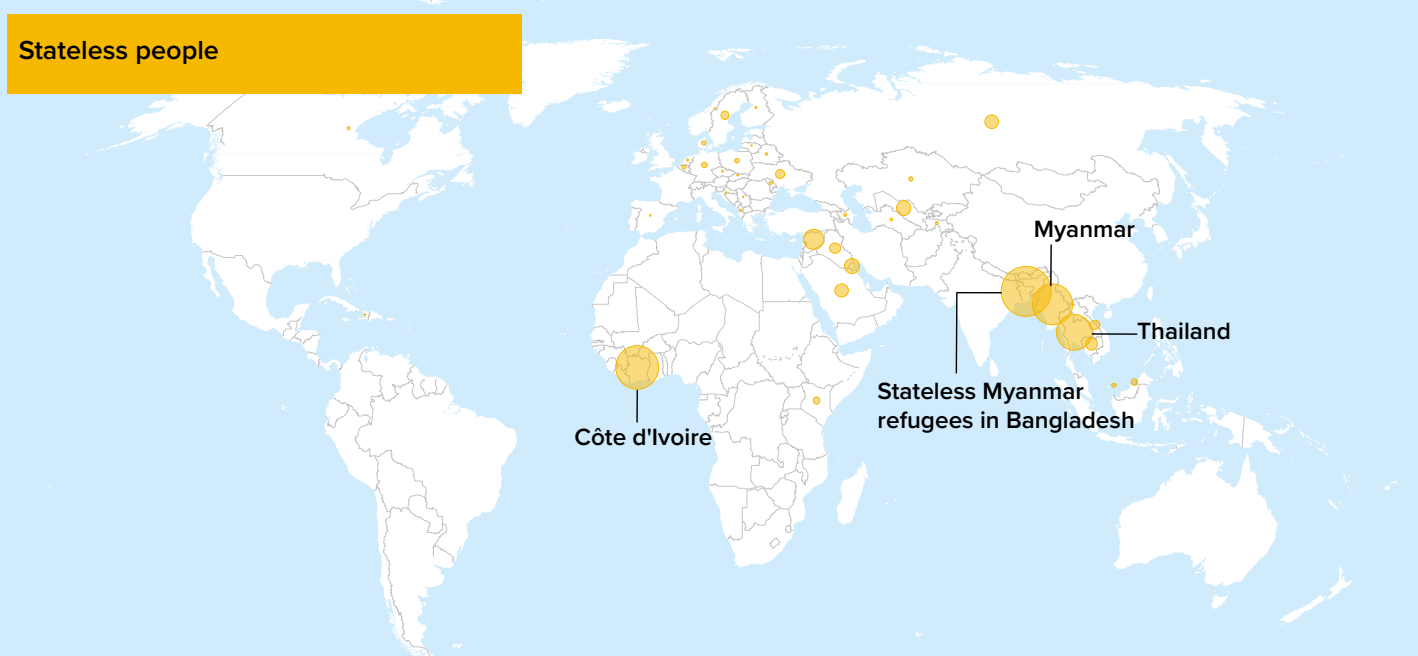 Stateless people
Myanmar
Thailand
Stateless Myanmar
refugees in Bangladesh
Côte d'Ivoire